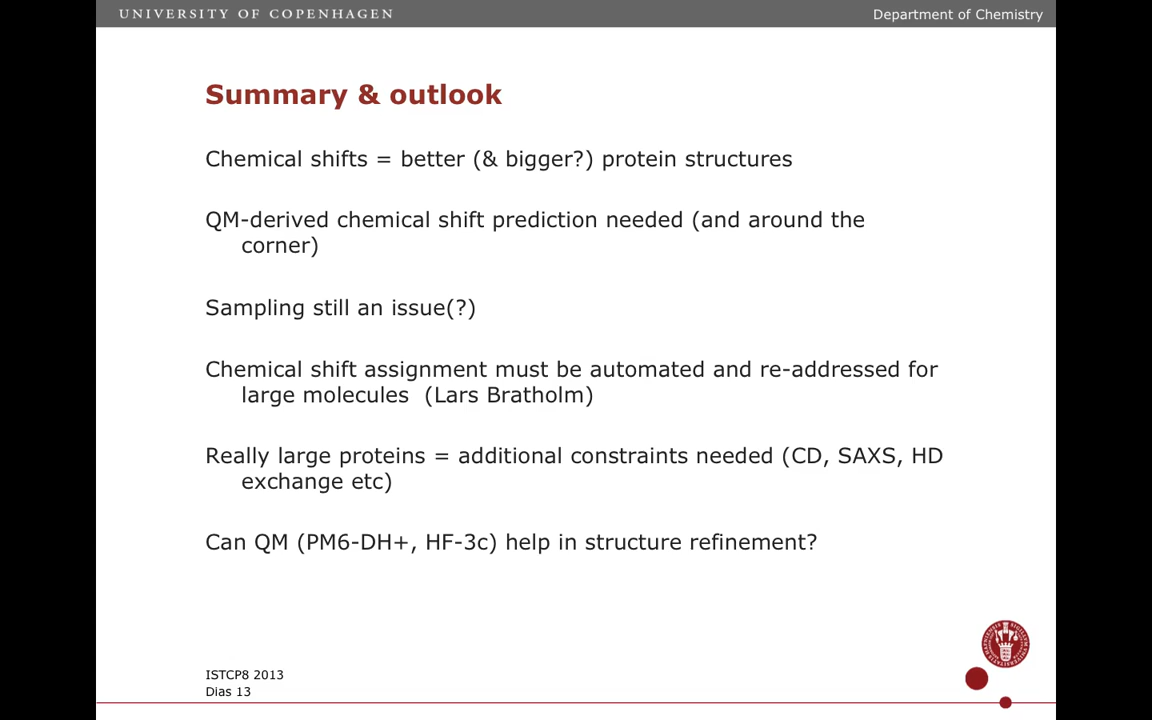 UNIVERSITY OF COPENHAGEN
Department of Chemistry
Summary & outlook
Chemical shifts = better (& bigger?) protein structures
QM-derived chemical shift prediction needed (and around the
corner)
Sampling still an issue(?)
Chemical shift assignment must be automated and re-addressed for
large molecules (Lars Bratholm)
Really large proteins = additional constraints needed (CD, SAXS, HD
exchange etc)
Can QM (PM6-DH+, HF-3c) help in structure refinement?
ISTCP8 2013
Dias 13